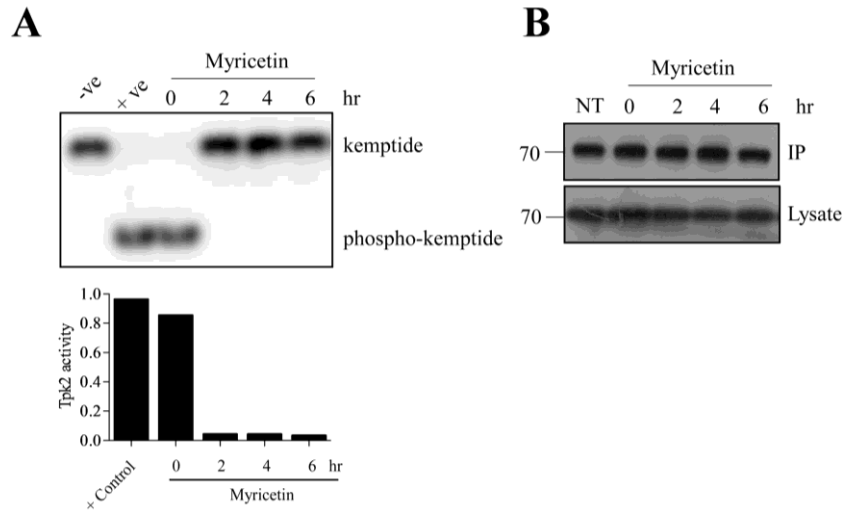 A
Myricetin
-ve + ve 0 2 4 6 hr
kemptide
phospho-kemptide
1.0
0.8
0.6
0.4
0.2
0.0
Tpk2 activity
+ Control 0 2 4 6 hr
Myricetin
B
Myricetin
NT 0 2 4 6 hr
70 IP
70 Lysate